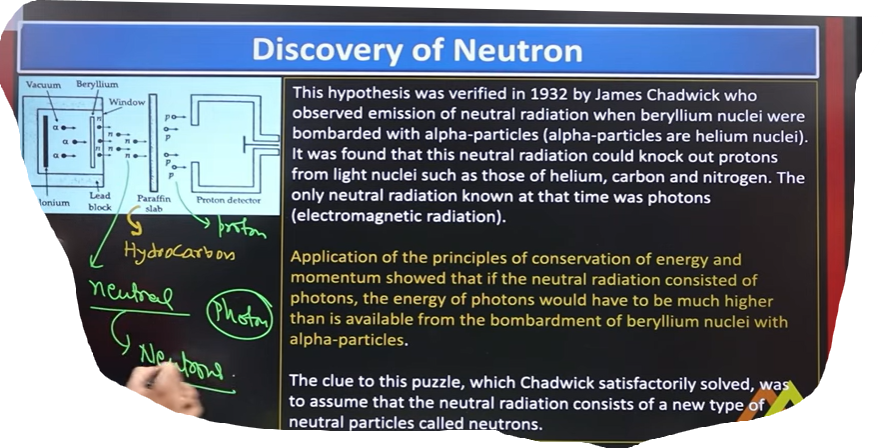 Discovery of Neutron
Vacuum Beryllium
Window
α
α
α
n
n
n
n
n
n
n
p
p
p
p
lonium
Lead
block
Paraffin
slab
Proton detector
proton
Hydrocarbon
neutral
Photon
Neutrons.
This hypothesis was verified in 1932 by James Chadwick who
observed emission of neutral radiation when beryllium nuclei were
bombarded with alpha-particles (alpha-particles are helium nuclei).
It was found that this neutral radiation could knock out protons
from light nuclei such as those of helium, carbon and nitrogen. The
only neutral radiation known at that time was photons
(electromagnetic radiation).
Application of the principles of conservation of energy and
momentum showed that if the neutral radiation consisted of
photons, the energy of photons would have to be much higher
than is available from the bombardment of beryllium nuclei with
alpha-particles.
The clue to this puzzle, which Chadwick satisfactorily solved, was
to assume that the neutral radiation consists of a new type of
neutral particles called neutrons.